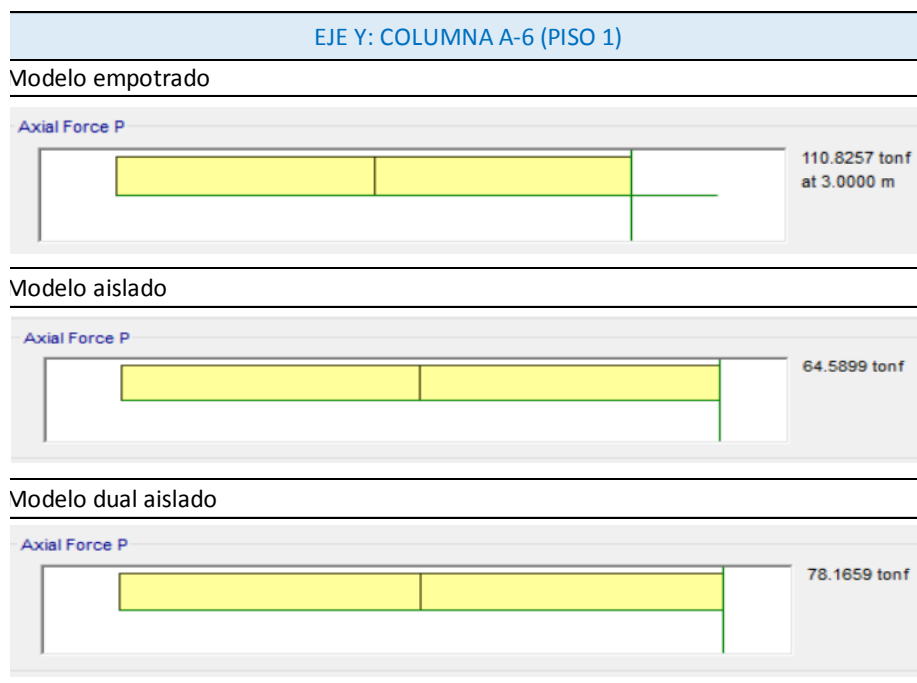 EJE Y: COLUMNA A-6 (PISO 1)
Modelo empotrado
Axial Force P
110.8257 tonf
at 3.0000 m
Modelo aislado
Axial Force P
64.5899 tonf
Modelo dual aislado
Axial Force P
78.1659 tonf